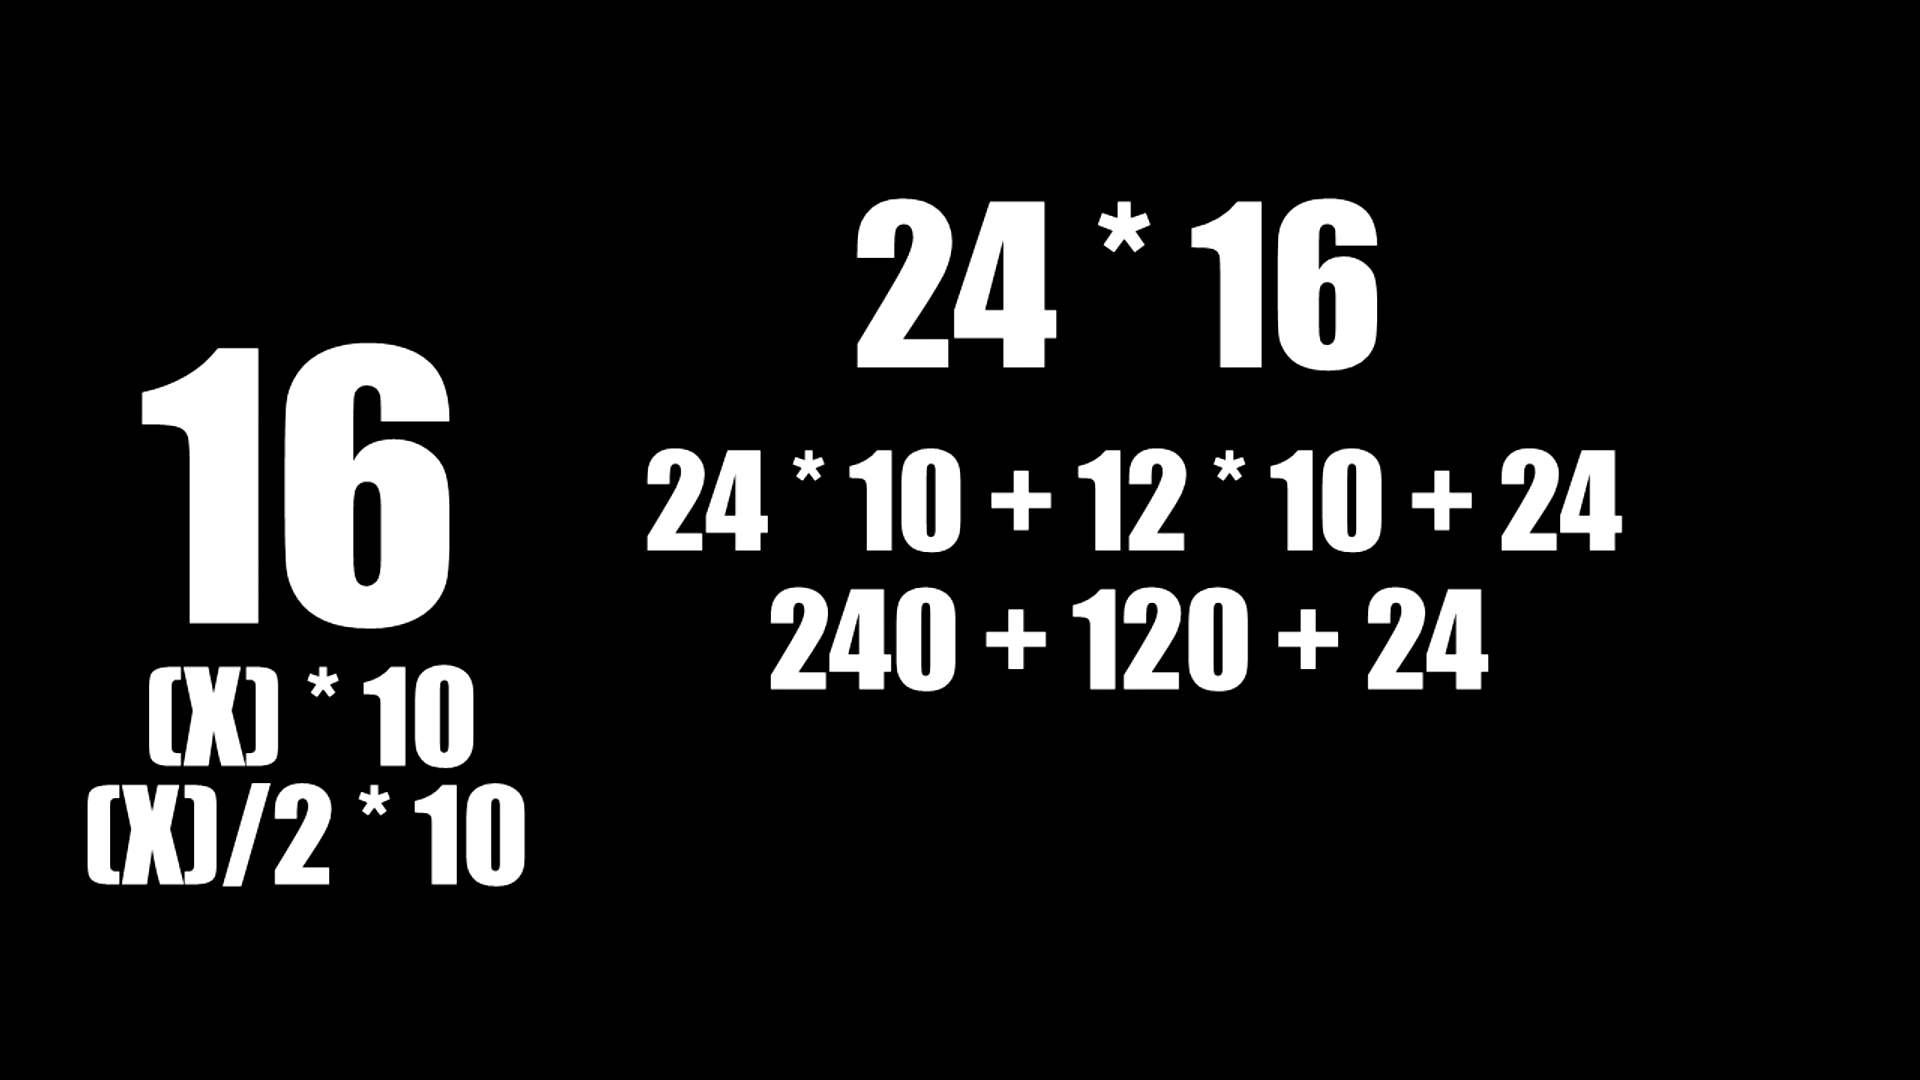 16
(X) * 10
(X)/2 * 10
24 * 16
24 * 10 + 12 * 10 + 24
240 + 120 + 24